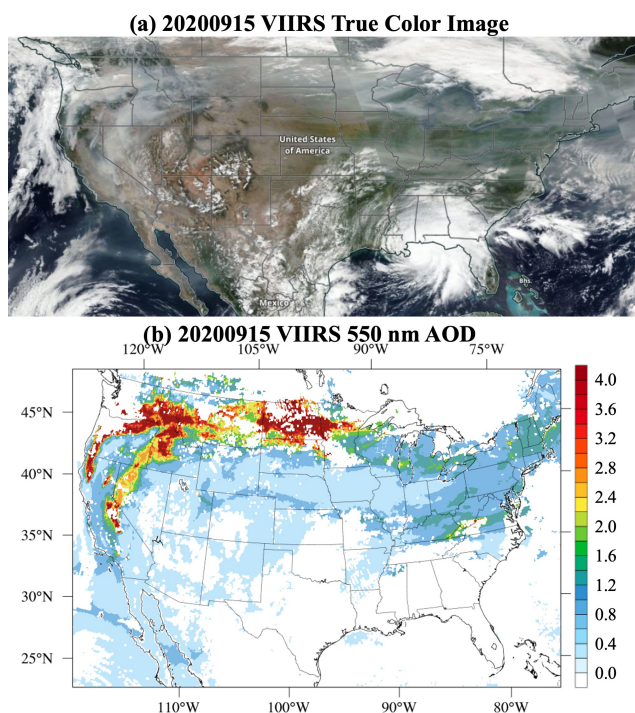 (a) 20200915 VIIRS True Color Image
United States
of America
Bhs.
Mexico
(b) 20200915 VIIRS 550 nm AOD
120°W 105°W 90°W 75°W
4.0
45°N
3.6
3.2
2.8
40°N
2.4
2.0
35°N
1.6
1.2
30°N
0.8
0.4
25°N
0.0
110°W 100°W 90°W 80°W